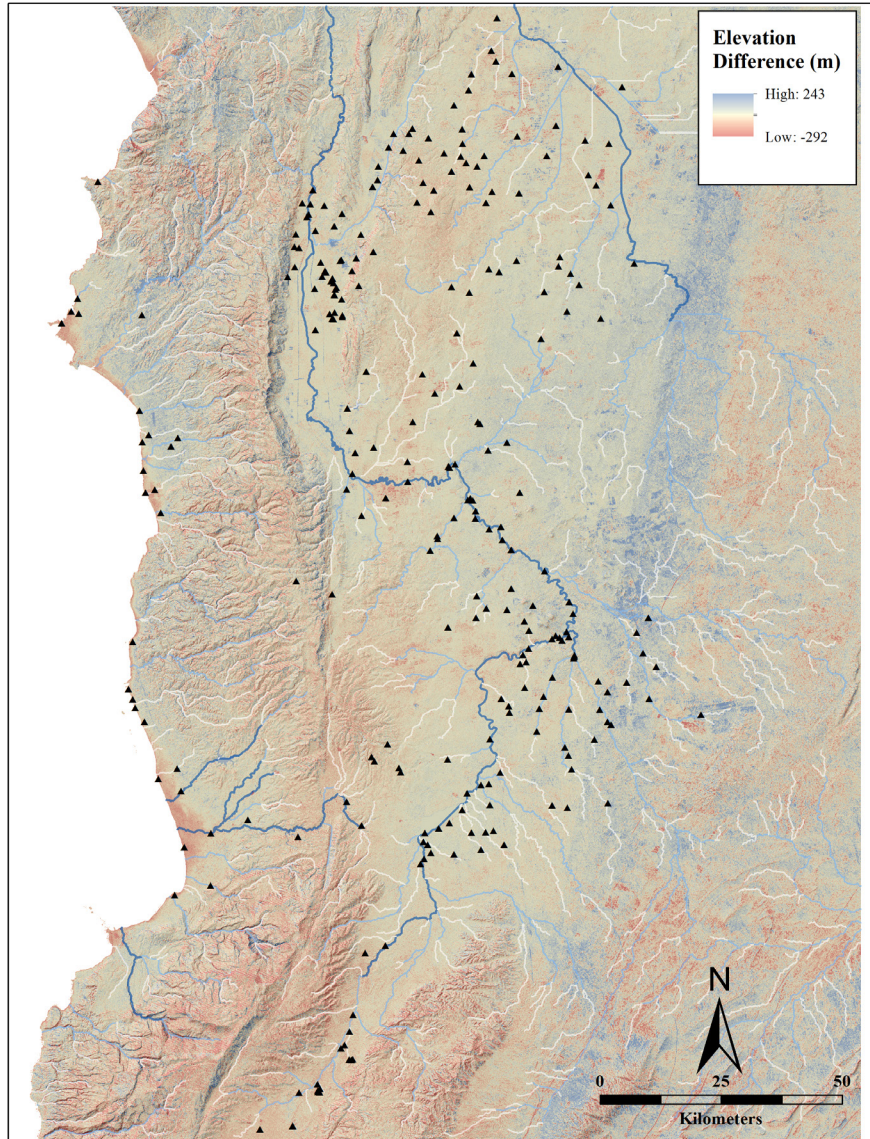 Elevation
Difference (m)
High: 243
Low: -292
N
0 25 50
Kilometers